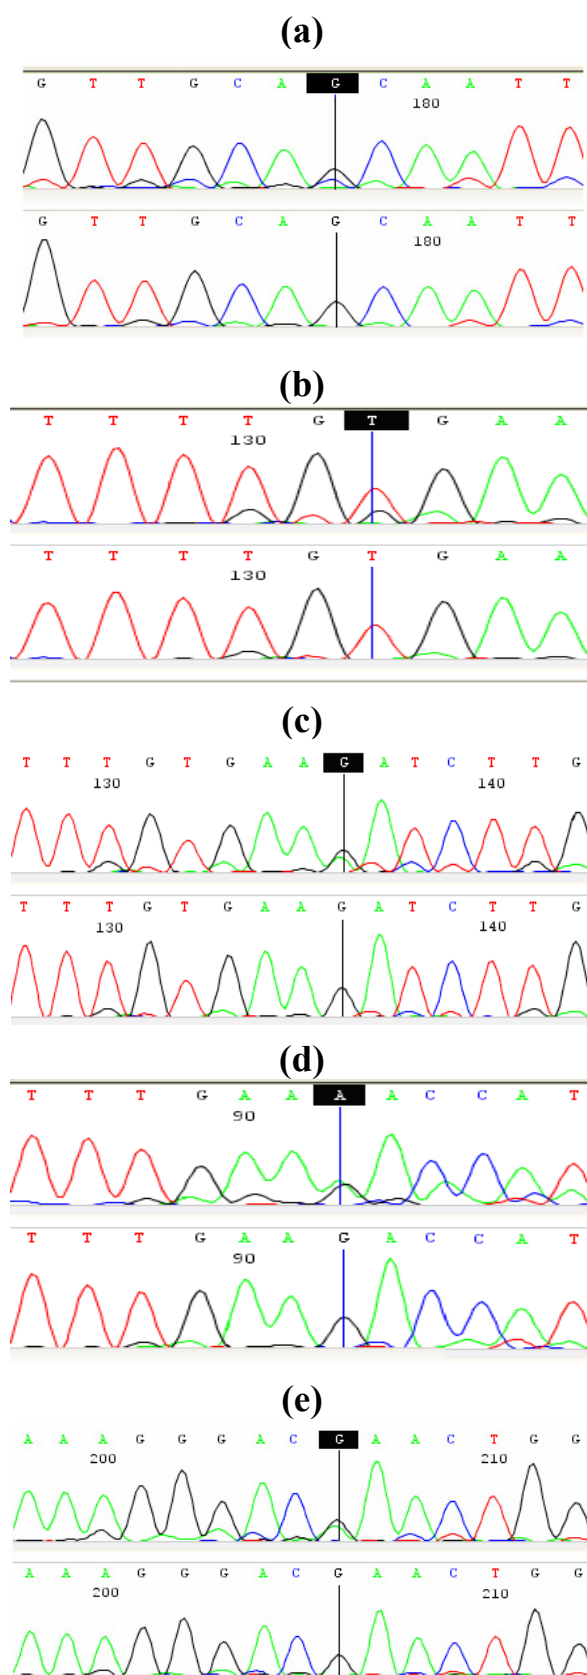 (a)
G T T G C A G C A A T T
180
G T T G C A G C A A T T
180
(b)
T T T T G T G A A
130
T T T T G T G A A
130
(c)
T T T G T G A A G A T C T T G
130 140
T T T G T G A A G A T C T T G
130 140
(d)
T T T G A A A A C C A T
90
T T T G A A G A C C A T
90
(e)
A A A G G G A C G A A C T G G
200 210
A A A G G G A C G A A C T G G
200 210